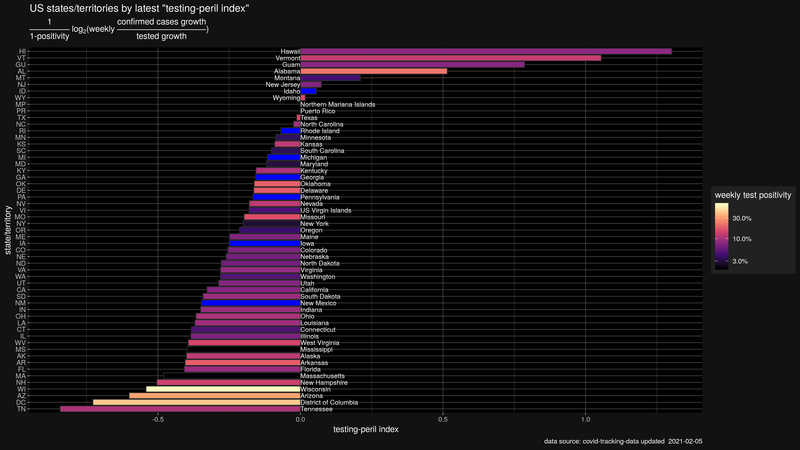 US states/territories by latest "testing-peril index"
1 confirmed cases growth
1-positivity log2(weekly tested growth)
HI Hawaii
VT Vermont
GU Guam
AL Alabama
MT Montana
NJ New Jersey
ID Idaho
WY Wyoming
MP Northern Mariana Islands
PR Puerto Rico
TX Texas
NC North Carolina
RI Rhode Island
MN Minnesota
KS Kansas
SC South Carolina
MI Michigan
MD Maryland
KY Kentucky
GA Georgia
OK Oklahoma
DE Delaware
PA Pennsylvania
NV Nevada
VI US Virgin Islands
MO Missouri
NY New York
OR Oregon
ME Maine
IA Iowa
CO Colorado
NE Nebraska
ND North Dakota
VA Virginia
WA Washington
UT Utah
CA California
SD South Dakota
NM New Mexico
IN Indiana
OH Ohio
LA Louisiana
CT Connecticut
IL Illinois
WV West Virginia
MS Mississippi
AK Alaska
AR Arkansas
FL Florida
MA Massachusetts
NH New Hampshire
WI Wisconsin
AZ Arizona
DC District of Columbia
TN Tennessee
state/territory
-0.5 0.0 0.5 1.0
testing-peril index
weekly test positivity
30.0%
10.0%
3.0%
data source: covid-tracking-data updated 2021-02-05